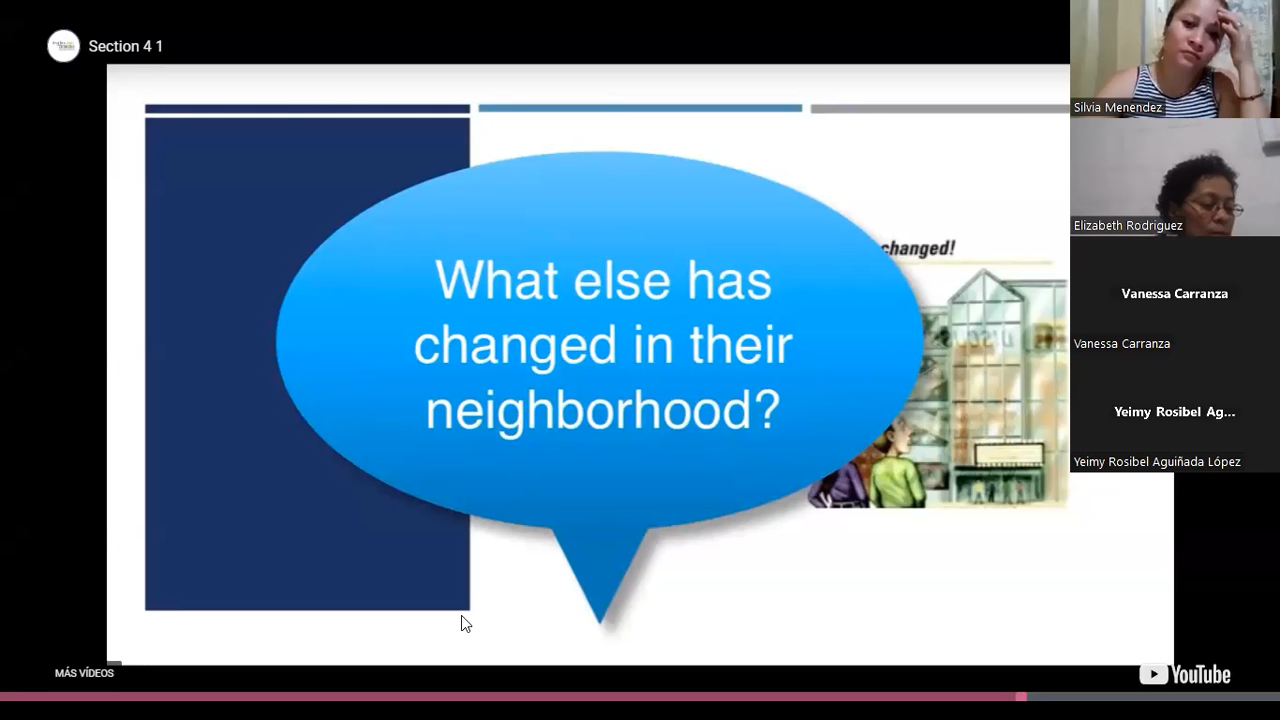 Section 4 1
changed!
What else has
changed in their
neighborhood?
Silvia Menendez
Elizabeth Rodriguez
Vanessa Carranza
Vanessa Carranza
Yeimy Rosibel Ag...
Yeimy Rosibel Aguiñada López
MÁS VÍDEOS
YouTube